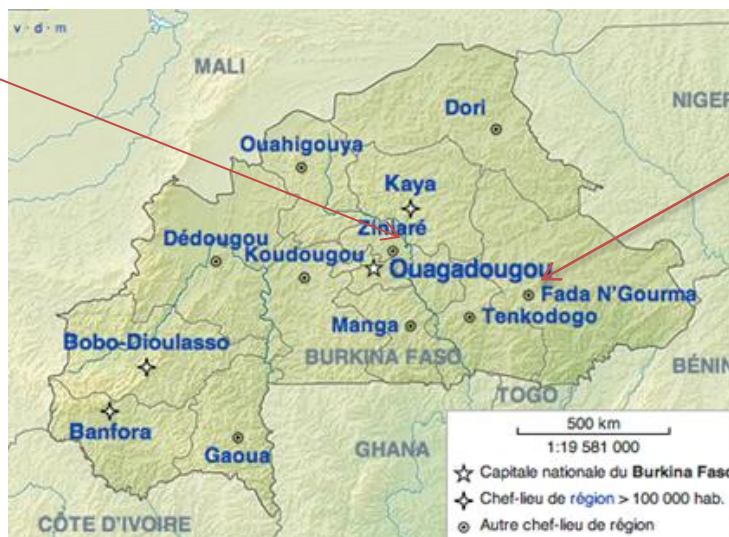 v · d · m
MALI
NIGER
Dori
Ouahigouya
Kaya
Ziniaré
Dédougou
Koudougou
Ouagadougou
Fada N'Gourma
Manga
Tenkodogo
Bobo-Dioulasso
BURKINA FASO
BÉNIN
TOGO
Banfora
Gaoua
GHANA
CÔTE D'IVOIRE
500 km
1:19 581 000
Capitale nationale du Burkina Faso
Chef-lieu de région > 100 000 hab.
Autre chef-lieu de région